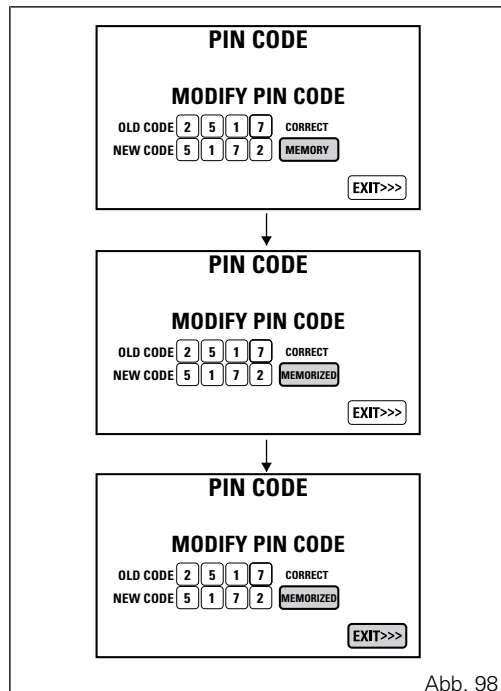 PIN CODE
MODIFY PIN CODE
OLD CODE 2 5 1 7 CORRECT
NEW CODE 5 1 7 2 MEMORY
EXIT>>>
PIN CODE
MODIFY PIN CODE
OLD CODE 2 5 1 7 CORRECT
NEW CODE 5 1 7 2 MEMORIZED
EXIT>>>
PIN CODE
MODIFY PIN CODE
OLD CODE 2 5 1 7 CORRECT
NEW CODE 5 1 7 2 MEMORIZED
EXIT>>>
Abb. 98